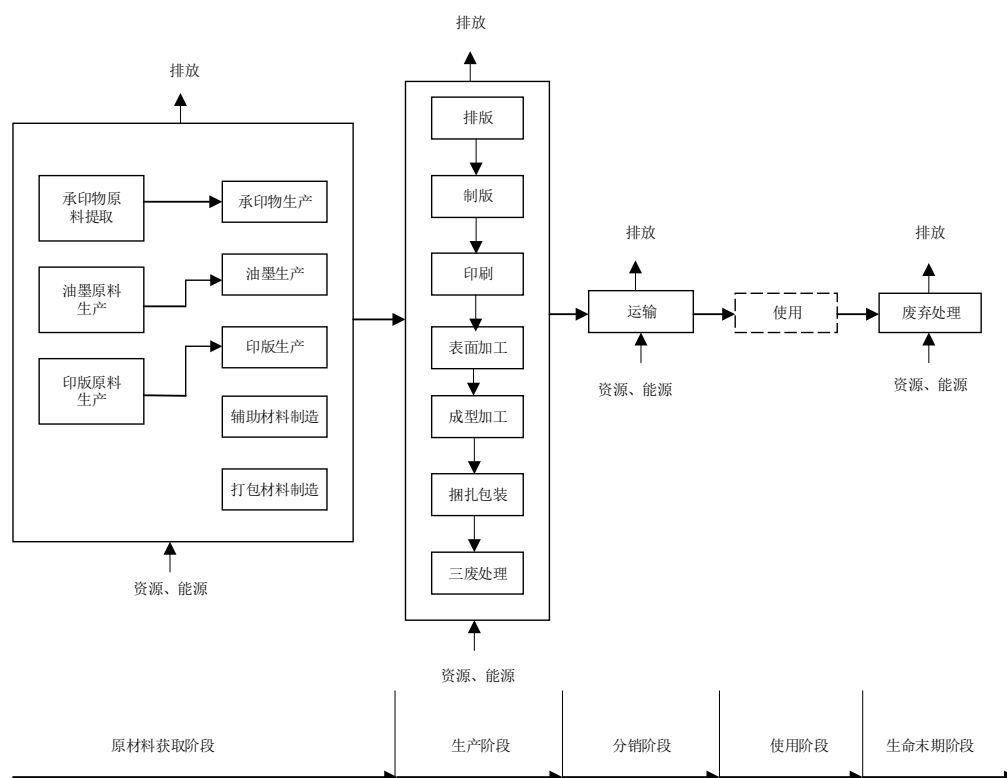 排放
排放
承印物原
料提取
承印物生产
油墨原料
生产
油墨生产
印版原料
生产
印版生产
辅助材料制造
打包材料制造
资源、能源
排版
制版
印刷
表面加工
成型加工
捆扎包装
三废处理
资源、能源
排放
运输
资源、能源
使用
排放
废弃处理
资源、能源
原材料获取阶段
生产阶段
分销阶段
使用阶段
生命末期阶段